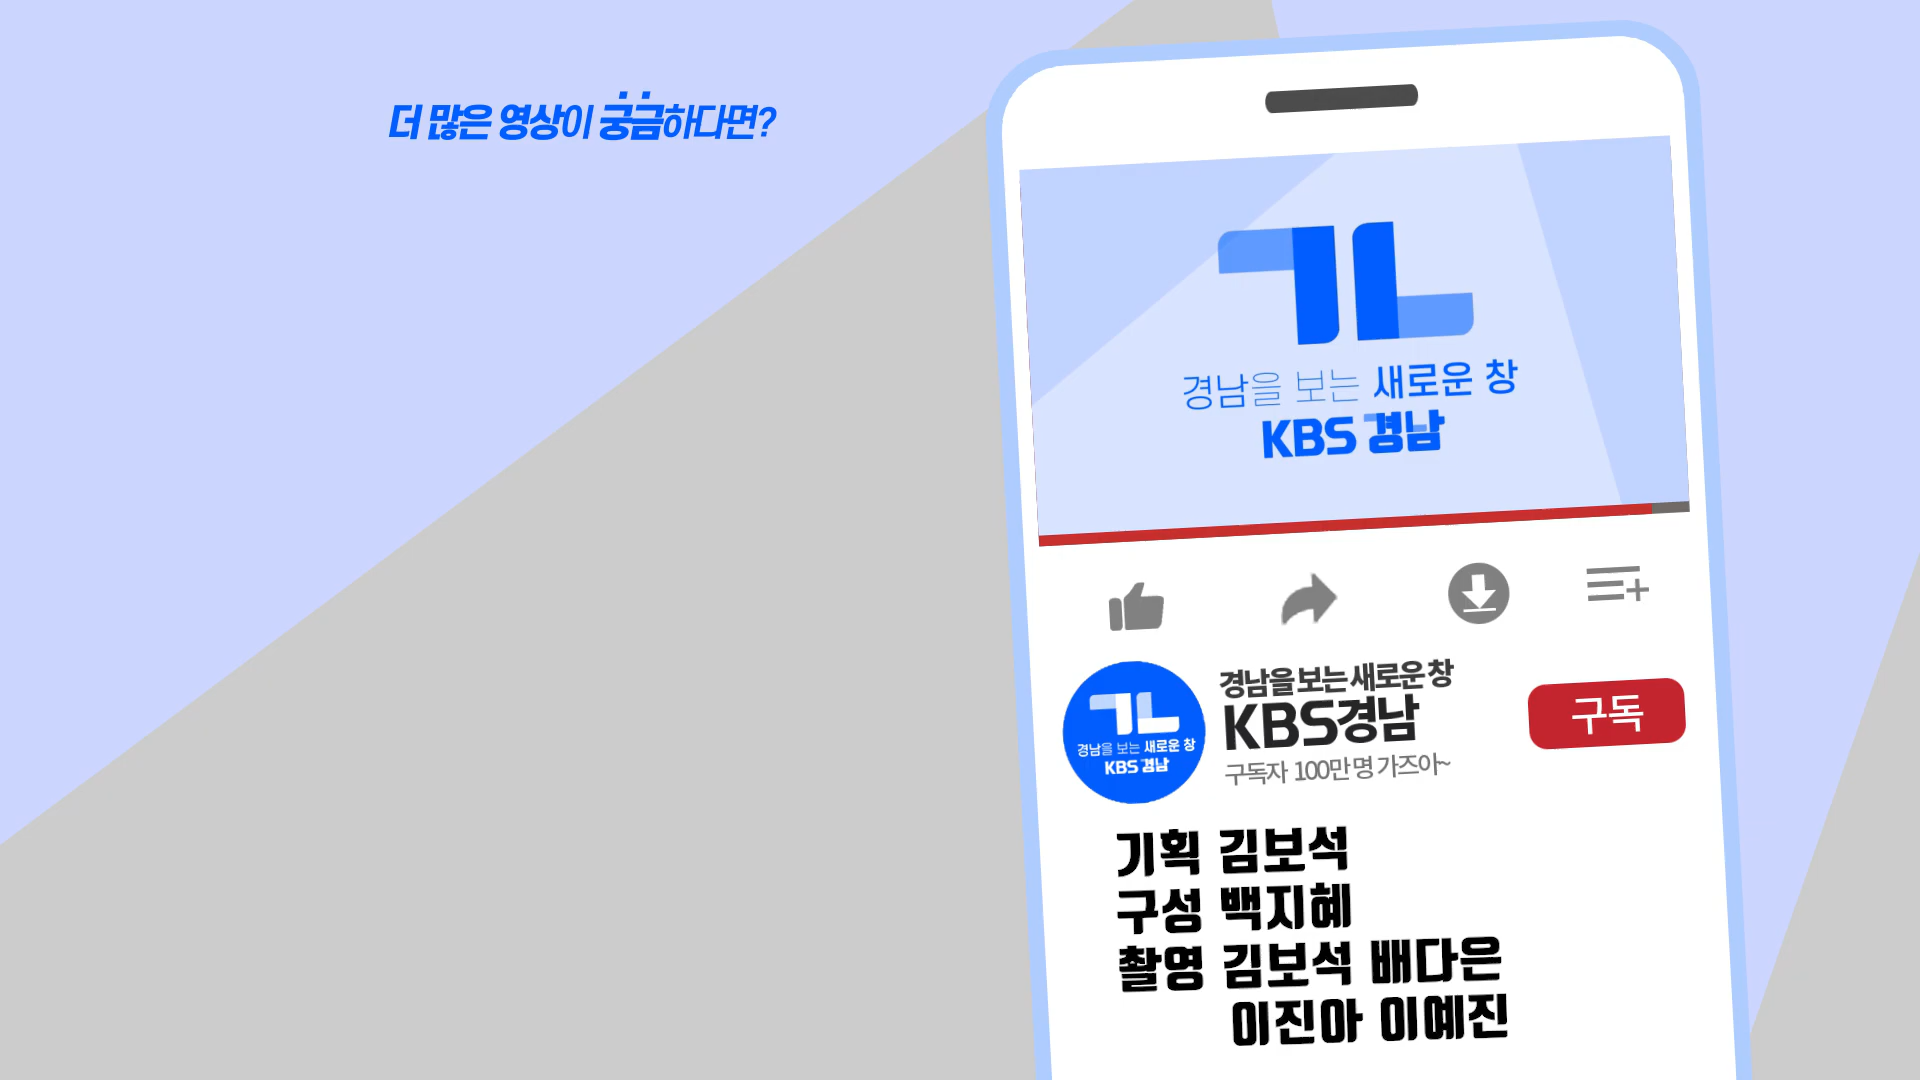 더 많은 영상이 궁금하다면?
경남을 보는 새로운 창
KBS 경남
경남을 보는 새로운 창
KBS 경남
경남을 보는 새로운 창
KBS경남
구독자 100만 명 가즈아~
구독
기획 김보석
구성 백지혜
촬영 김보석 배다은
이진아 이예진